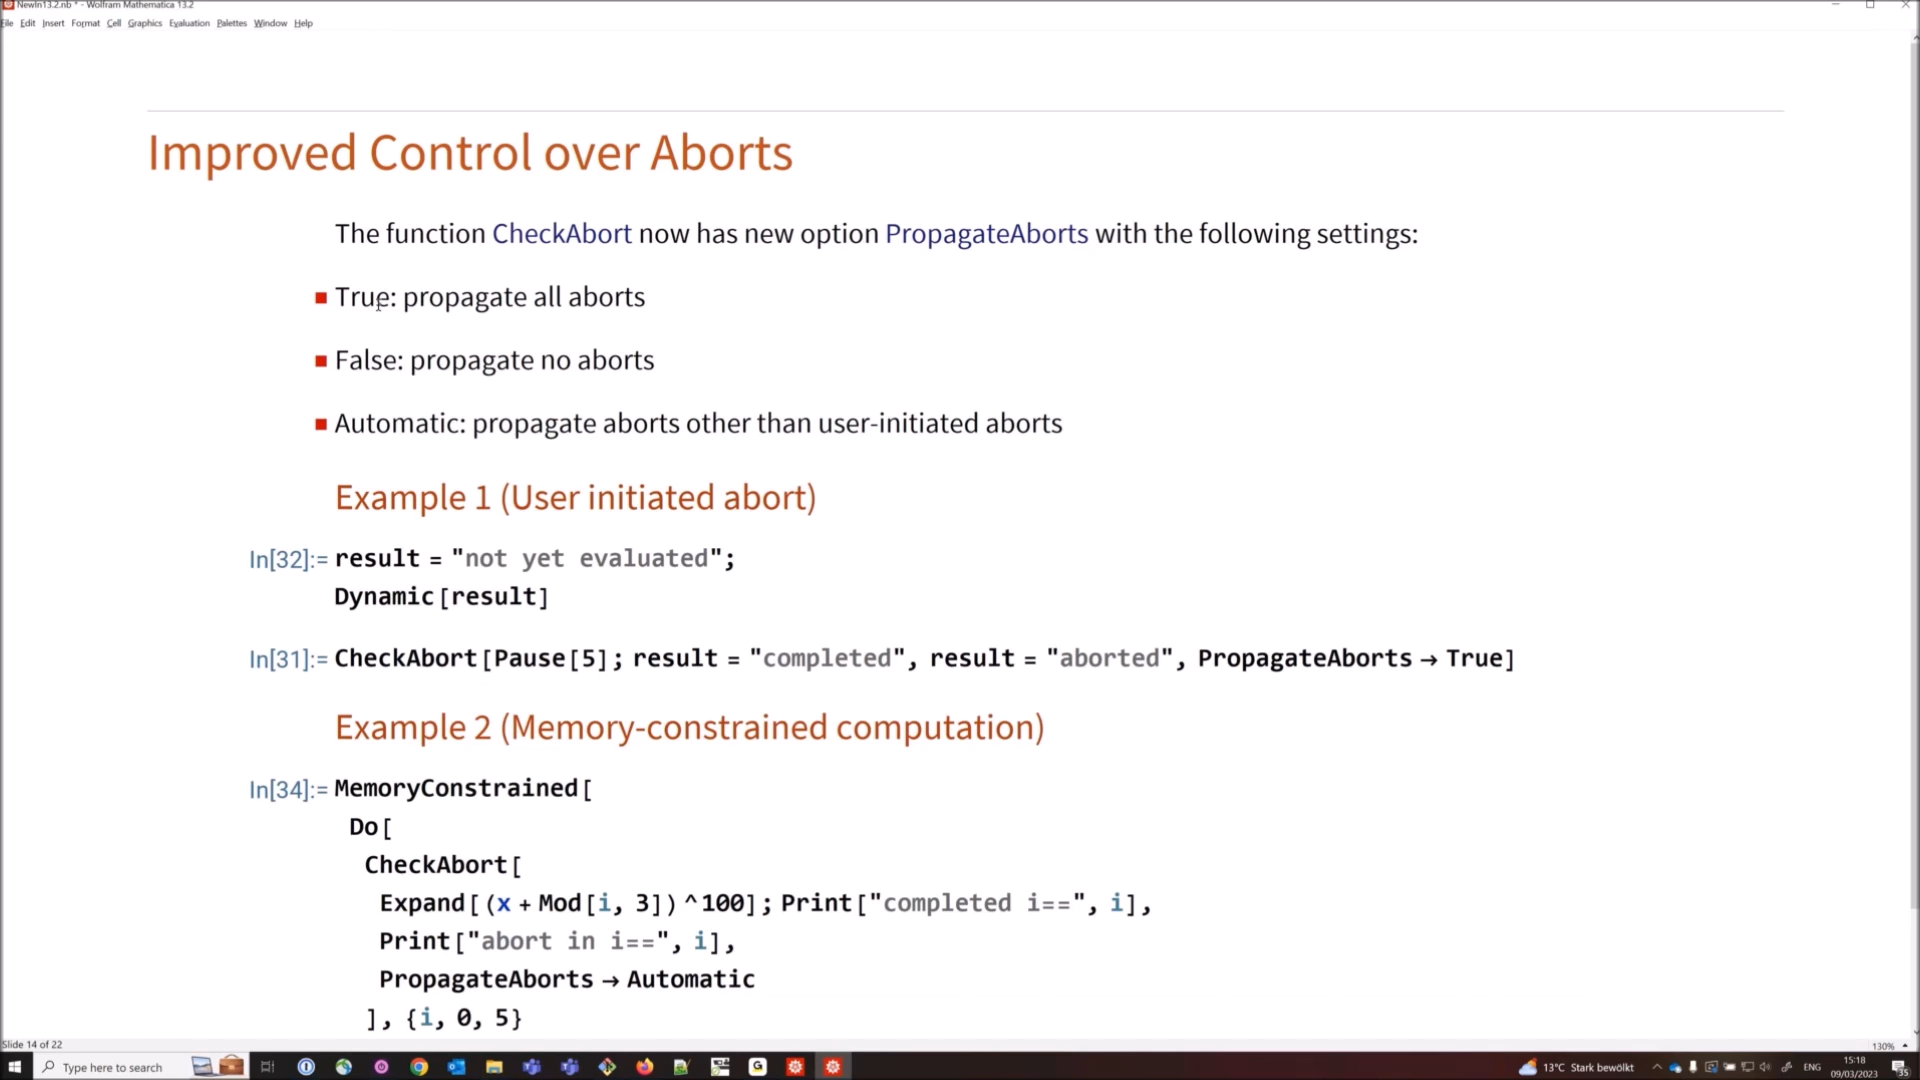 NewIn13.2.nb * - Wolfram Mathematica 13.2
File Edit Insert Format Cell Graphics Evaluation Palettes Window Help
Improved Control over Aborts
The function CheckAbort now has new option PropagateAborts with the following settings:
True: propagate all aborts
False: propagate no aborts
Automatic: propagate aborts other than user-initiated aborts
Example 1 (User initiated abort)
In[32]:= result = "not yet evaluated";
Dynamic[result]
In[31]:= CheckAbort[Pause[5]; result = "completed", result = "aborted", PropagateAborts → True]
Example 2 (Memory-constrained computation)
In[34]:= MemoryConstrained[
Do[
CheckAbort[
Expand[(x + Mod[i, 3])^100]; Print["completed i==", i],
Print["abort in i==", i],
PropagateAborts → Automatic
], {i, 0, 5}
Slide 14 of 22
130%
Type here to search
13°C Stark bewölkt
ENG
15:18
09/03/2023
35